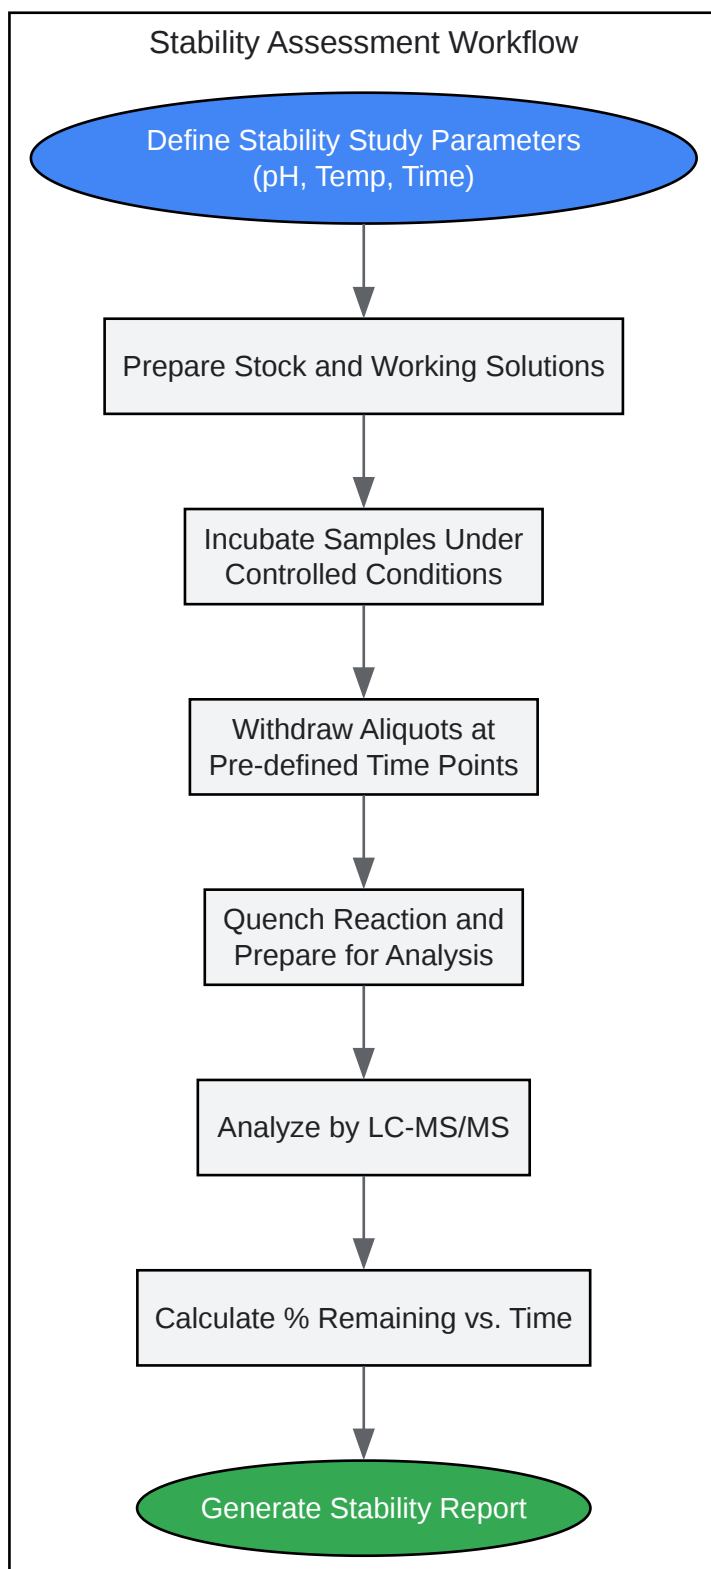 Stability Assessment Workflow
Define Stability Study Parameters
(pH, Temp, Time)
Prepare Stock and Working Solutions
Incubate Samples Under
Controlled Conditions
Withdraw Aliquots at
Pre-defined Time Points
Quench Reaction and
Prepare for Analysis
Analyze by LC-MS/MS
Calculate % Remaining vs. Time
Generate Stability Report